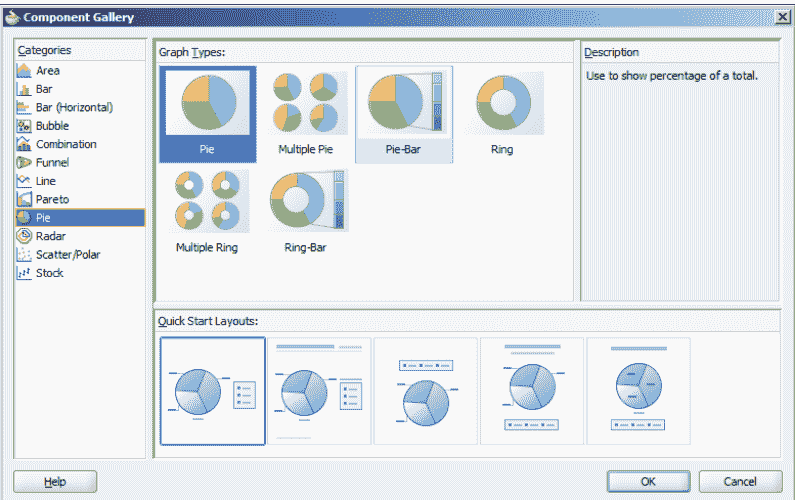 Component Gallery
Categories
Area
Bar
Bar (Horizontal)
Bubble
Combination
Funnel
Line
Pareto
Pie
Radar
Scatter/Polar
Stock
Graph Types:
Pie
Multiple Pie
Pie-Bar
Ring
Multiple Ring
Ring-Bar
Description
Use to show percentage of a total.
Quick Start Layouts:
Help
OK
Cancel